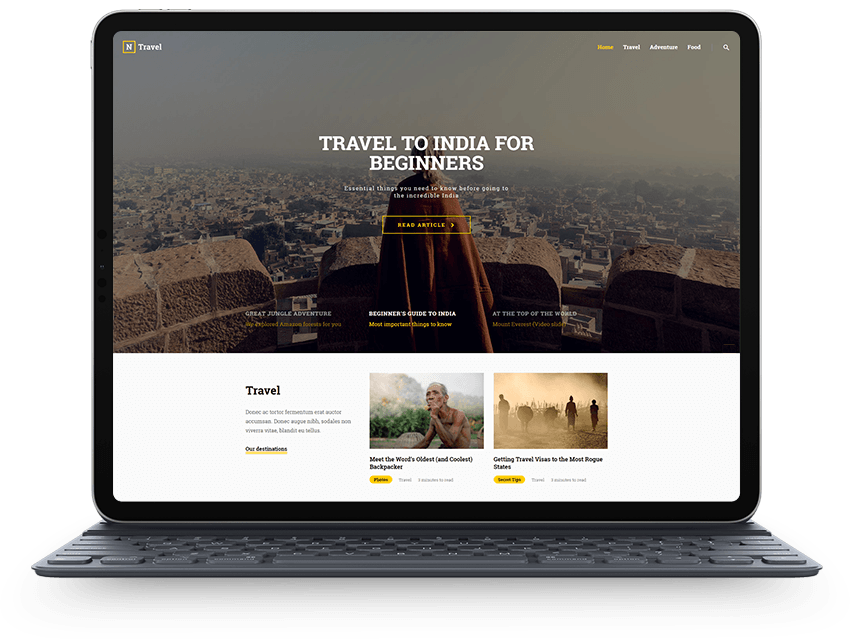 N Travel
Home Travel Adventure Food
TRAVEL TO INDIA FOR
BEGINNERS
Essential things you need to know before going to
the incredible India
READ ARTICLE
GREAT JUNGLE ADVENTURE
We explored Amazon forests for you
BEGINNER'S GUIDE TO INDIA
Most important things to know
AT THE TOP OF THE WORLD
Mount Everest (Video slide)
Travel
Donec ac tortor fermentum erat auctor
accumsan. Donec augue nibh, sodales non
viverra vitae, blandit eu tellus.
Our destinations
Meet the Word's Oldest (and Coolest)
Backpacker
Photos Travel 3 minutes to read
Getting Travel Visas to the Most Rogue
States
Secret Tips Travel 3 minutes to read